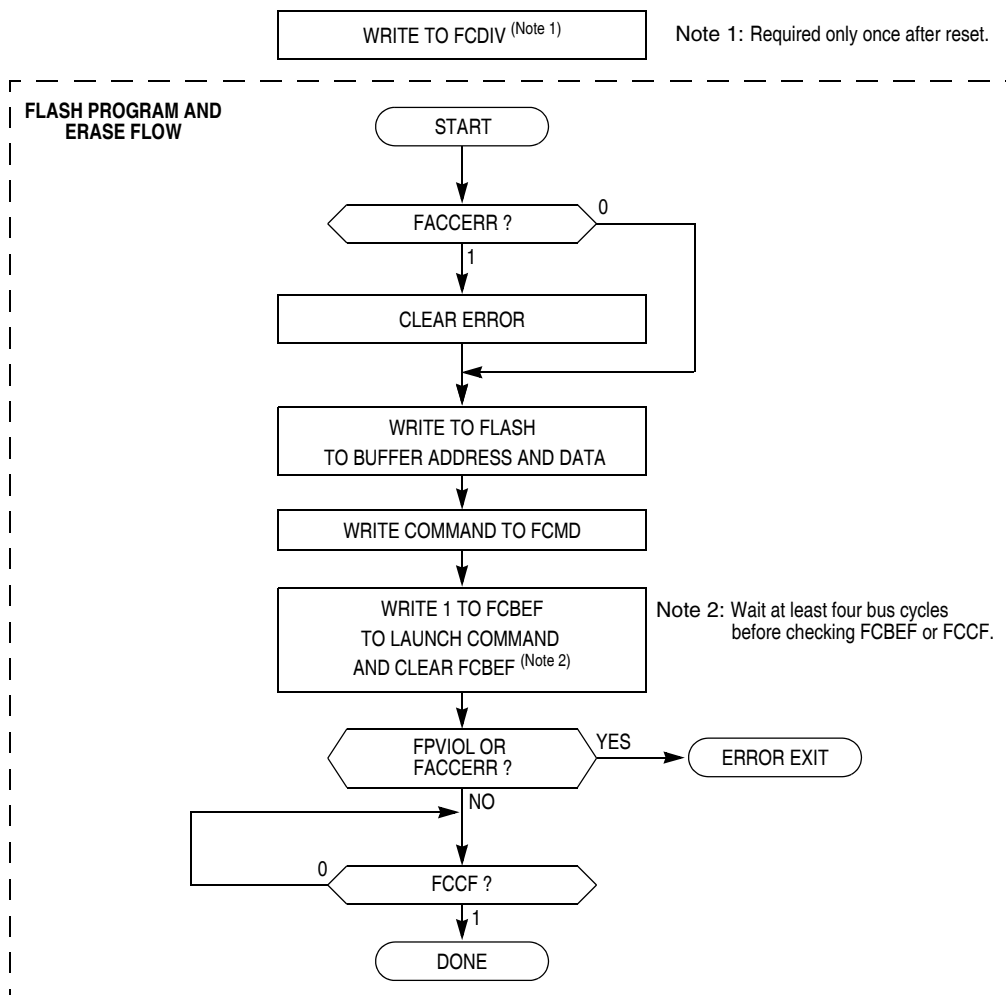 WRITE TO FCDIV (Note 1)
Note 1: Required only once after reset.
FLASH PROGRAM AND
ERASE FLOW
START
FACCERR ?
0
1
CLEAR ERROR
WRITE TO FLASH
TO BUFFER ADDRESS AND DATA
WRITE COMMAND TO FCMD
WRITE 1 TO FCBEF
TO LAUNCH COMMAND
AND CLEAR FCBEF (Note 2)
Note 2: Wait at least four bus cycles
before checking FCBEF or FCCF.
FPVIOL OR
FACCERR ?
YES
ERROR EXIT
NO
0
FCCF ?
1
DONE